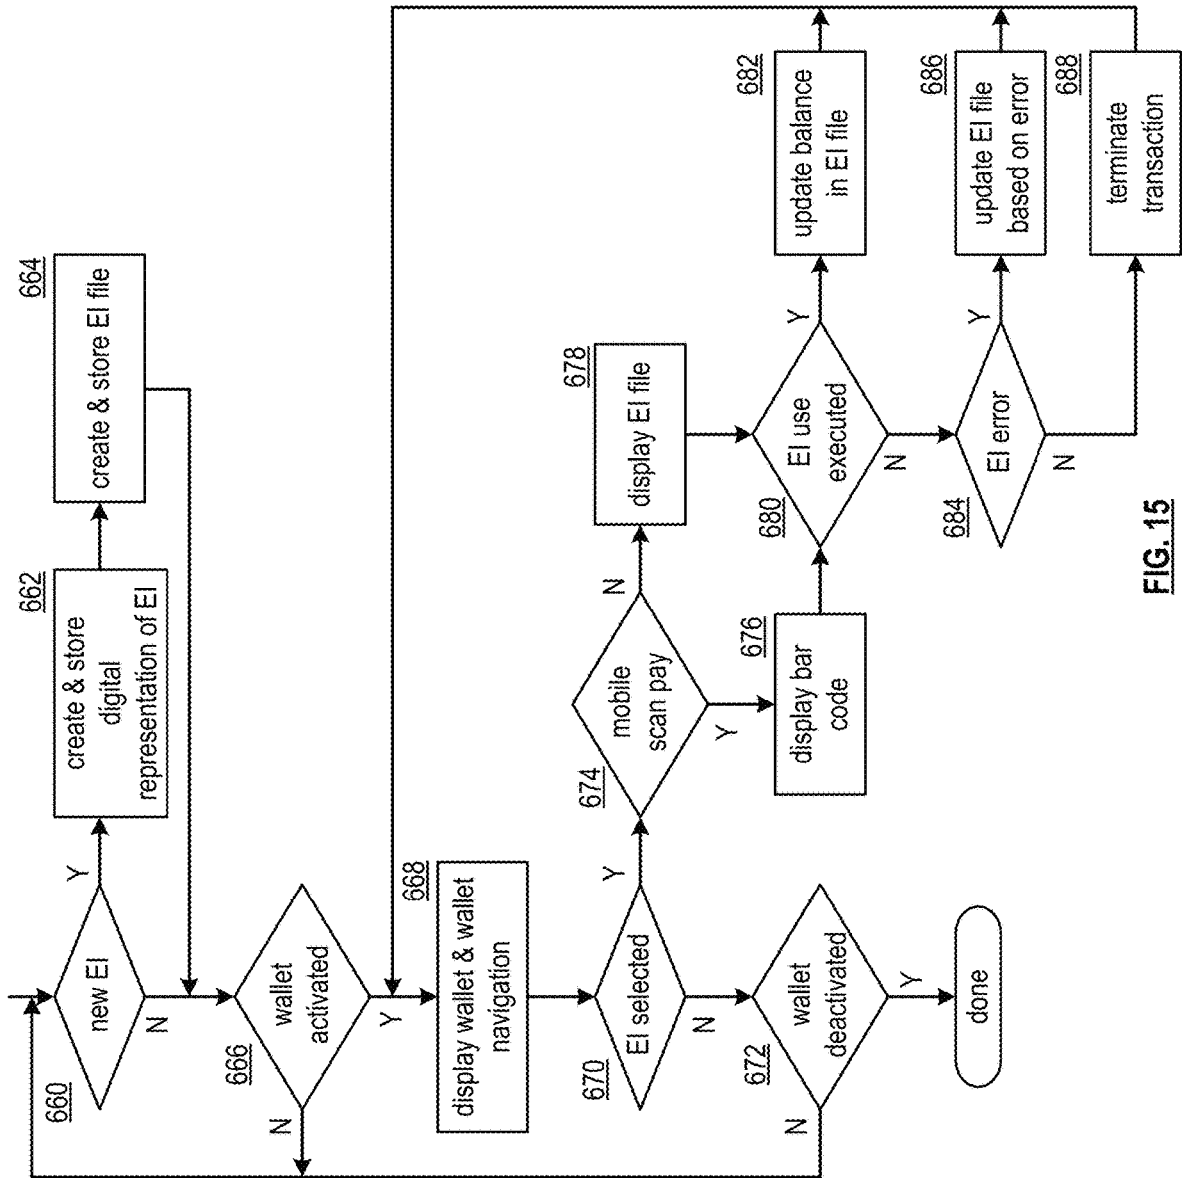 660
new EI
Y
N
662
create & store
digital
representation of EI
664
create & store EI file
666
wallet
activated
N
Y
668
display wallet & wallet
navigation
670
EI selected
Y
N
672
wallet
deactivated
N
Y
done
674
mobile
scan pay
N
Y
676
display bar
code
678
display EI file
680
EI use
executed
Y
N
682
update balance
in EI file
684
EI error
Y
N
686
update EI file
based on error
688
terminate
transaction
FIG. 15